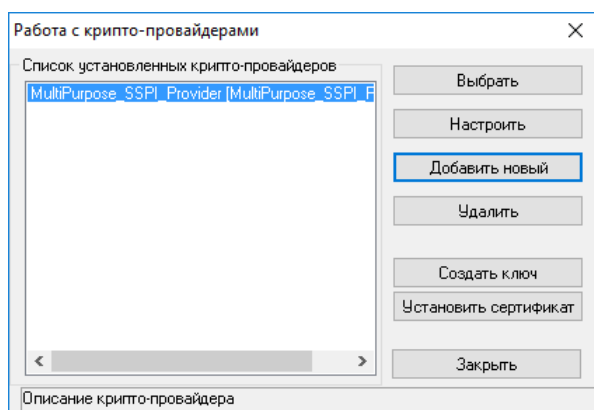 Работа с крипто-провайдерами
Список установленных крипто-провайдеров
MultiPurpose_SSPI_Provider [MultiPurpose_SSPI_F
Выбрать
Настроить
Добавить новый
Удалить
Создать ключ
Установить сертификат
Закрыть
Описание крипто-провайдера